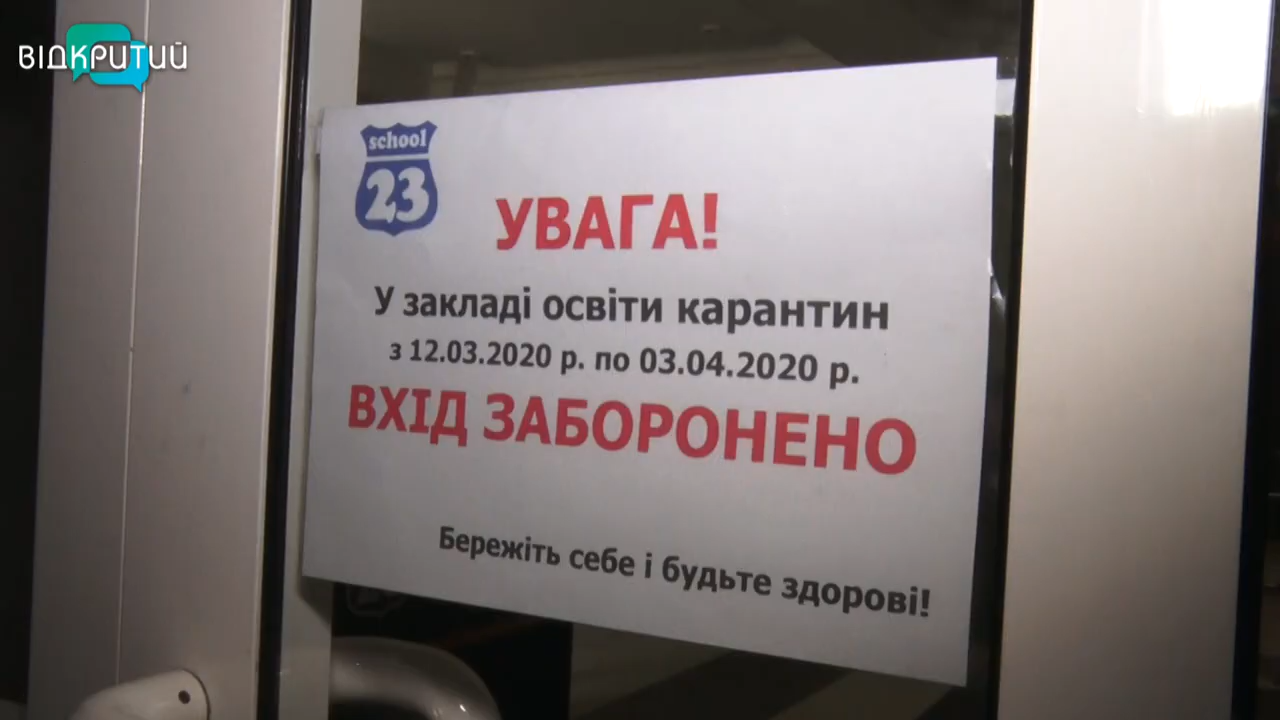 ВІДКРИТИЙ
school
23
УВАГА!
У закладі освіти карантин
з 12.03.2020 р. по 03.04.2020 р.
ВХІД ЗАБОРОНЕНО
Бережіть себе і будьте здорові!